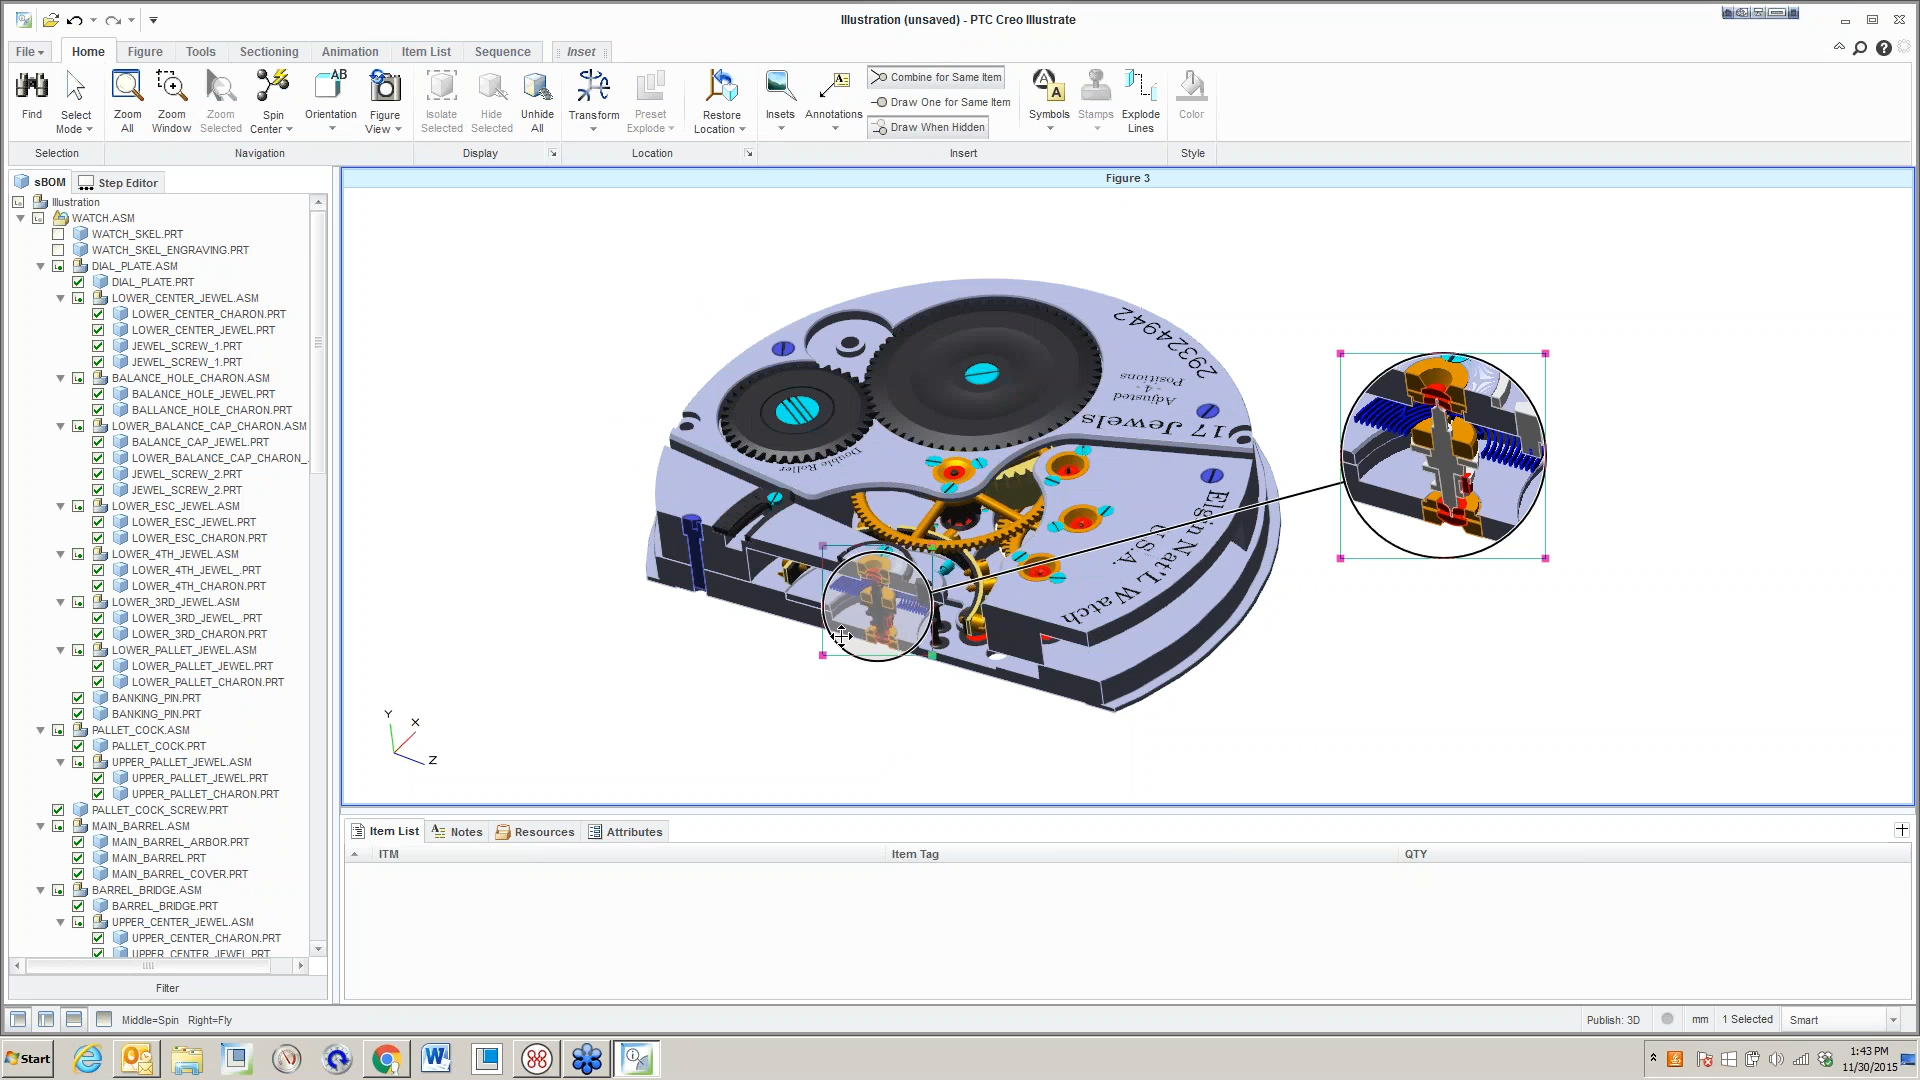 Illustration (unsaved) - PTC Creo Illustrate
File Home Figure Tools Sectioning Animation Item List Sequence Inset
Find
Select Mode
Zoom All
Zoom Window
Zoom Selected
Spin Center
Orientation
Figure View
Isolate Selected
Hide Selected
Unhide All
Transform
Preset Explode
Restore Location
Insets
Annotations
Combine for Same Item
Draw One for Same Item
Draw When Hidden
Symbols
Stamps
Explode Lines
Color
Selection Navigation Display Location Insert Style
sBOM Step Editor
Illustration
WATCH.ASM
WATCH_SKEL.PRT
WATCH_SKEL_ENGRAVING.PRT
DIAL_PLATE.ASM
DIAL_PLATE.PRT
LOWER_CENTER_JEWEL.ASM
LOWER_CENTER_CHARON.PRT
LOWER_CENTER_JEWEL.PRT
JEWEL_SCREW_1.PRT
JEWEL_SCREW_1.PRT
BALANCE_HOLE_CHARON.ASM
BALANCE_HOLE_JEWEL.PRT
BALLANCE_HOLE_CHARON.PRT
LOWER_BALANCE_CAP_CHARON.ASM
BALANCE_CAP_JEWEL.PRT
LOWER_BALANCE_CAP_CHARON_
JEWEL_SCREW_2.PRT
JEWEL_SCREW_2.PRT
LOWER_ESC_JEWEL.ASM
LOWER_ESC_JEWEL.PRT
LOWER_ESC_CHARON.PRT
LOWER_4TH_JEWEL.ASM
LOWER_4TH_JEWEL_.PRT
LOWER_4TH_CHARON.PRT
LOWER_3RD_JEWEL.ASM
LOWER_3RD_JEWEL_.PRT
LOWER_3RD_CHARON.PRT
LOWER_PALLET_JEWEL.ASM
LOWER_PALLET_JEWEL.PRT
LOWER_PALLET_CHARON.PRT
BANKING_PIN.PRT
BANKING_PIN.PRT
PALLET_COCK.ASM
PALLET_COCK.PRT
UPPER_PALLET_JEWEL.ASM
UPPER_PALLET_JEWEL.PRT
UPPER_PALLET_CHARON.PRT
PALLET_COCK_SCREW.PRT
MAIN_BARREL.ASM
MAIN_BARREL_ARBOR.PRT
MAIN_BARREL.PRT
MAIN_BARREL_COVER.PRT
BARREL_BRIDGE.ASM
BARREL_BRIDGE.PRT
UPPER_CENTER_JEWEL.ASM
UPPER_CENTER_CHARON.PRT
UPPER_CENTER_JEWEL.PRT
Filter
Figure 3
29324942
Adjusted
- 4 -
Positions
17 Jewels
Double Roller
Elgin Nat'L Watch
U.S.A.
Y
X
Z
Item List Notes Resources Attributes
ITM Item Tag QTY
Middle=Spin Right=Fly
Publish: 3D mm 1 Selected Smart
Start
1:43 PM
11/30/2015